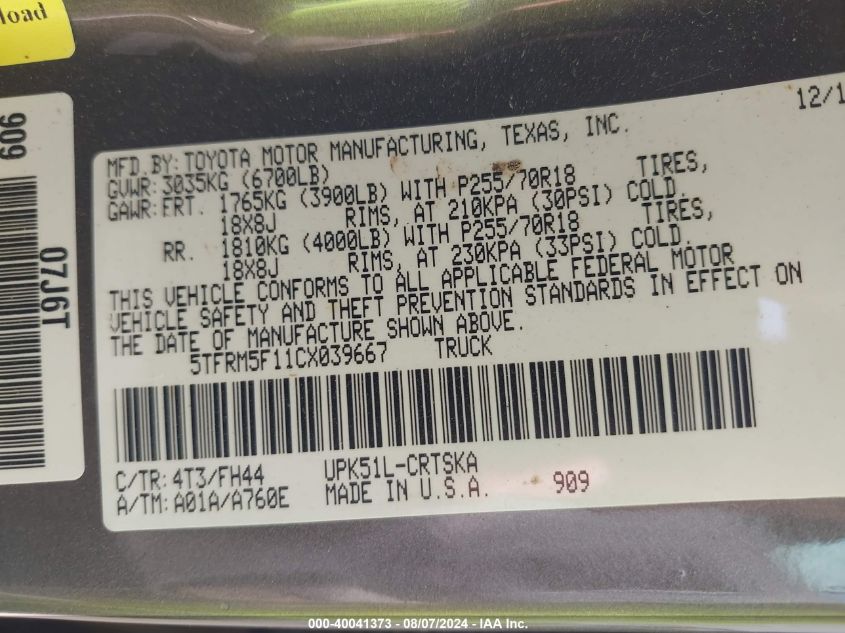 load
909
07J6T
12/1
MFD.BY: TOYOTA MOTOR MANUFACTURING, TEXAS, INC.
GVWR: 3035KG (6700LB)
GAWR: FRT. 1765KG (3900LB) WITH P255/70R18 TIRES,
18X8J RIMS, AT 210KPA (30PSI) COLD.
RR. 1810KG (4000LB) WITH P255/70R18 TIRES,
18X8J RIMS, AT 230KPA (33PSI) COLD.
THIS VEHICLE CONFORMS TO ALL APPLICABLE FEDERAL MOTOR
VEHICLE SAFETY AND THEFT PREVENTION STANDARDS IN EFFECT ON
THE DATE OF MANUFACTURE SHOWN ABOVE.
5TFRM5F11CX039667 TRUCK
C/TR: 4T3/FH44 UPK51L-CRTSKA
A/TM: A01A/A760E MADE IN U.S.A. 909
000-40041373 - 08/07/2024 - IAA Inc.